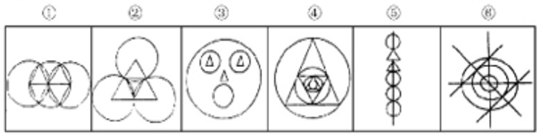 ① ② ③ ④ ⑤ ⑥